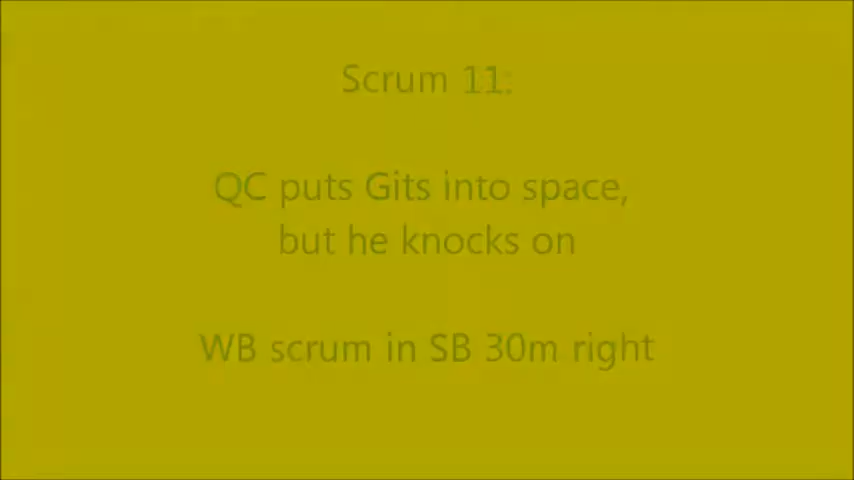 Scrum 11:
QC puts Gits into space,
but he knocks on
WB scrum in SB 30m right